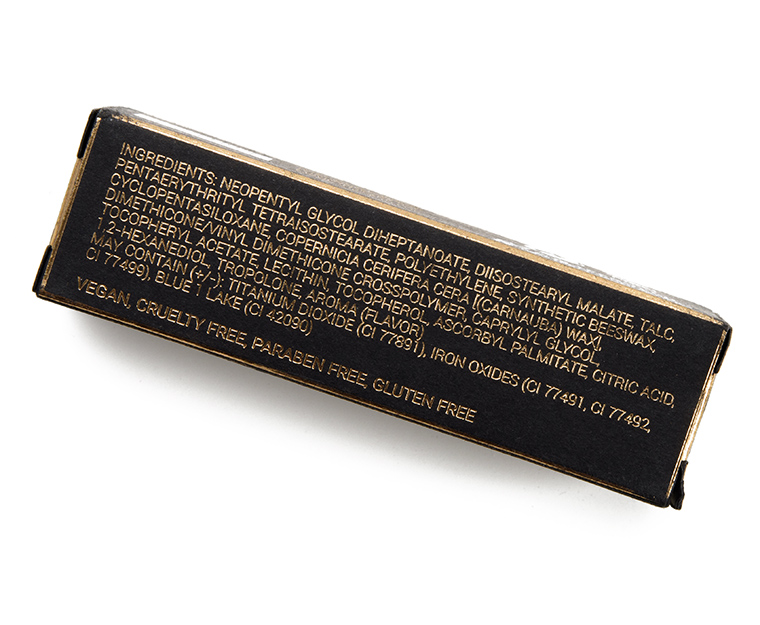 INGREDIENTS: NEOPENTYL GLYCOL DIHEPTANOATE, DIISOSTEARYL MALATE, TALC,
PENTAERYTHRITYL TETRAISOSTEARATE, POLYETHYLENE, SYNTHETIC BEESWAX,
CYCLOPENTASILOXANE, COPERNICIA CERIFERA CERA [(CARNAUBA) WAX],
DIMETHICONE/VINYL DIMETHICONE CROSSPOLYMER, CAPRYLYL GLYCOL,
TOCOPHERYL ACETATE, LECITHIN, TOCOPHEROL, ASCORBYL PALMITATE, CITRIC ACID,
1,2-HEXANEDIOL, TROPOLONE, AROMA (FLAVOR)
MAY CONTAIN (+/-): TITANIUM DIOXIDE (CI 77891), IRON OXIDES (CI 77491, CI 77492,
CI 77499), BLUE 1 LAKE (CI 42090)
VEGAN, CRUELTY FREE, PARABEN FREE, GLUTEN FREE